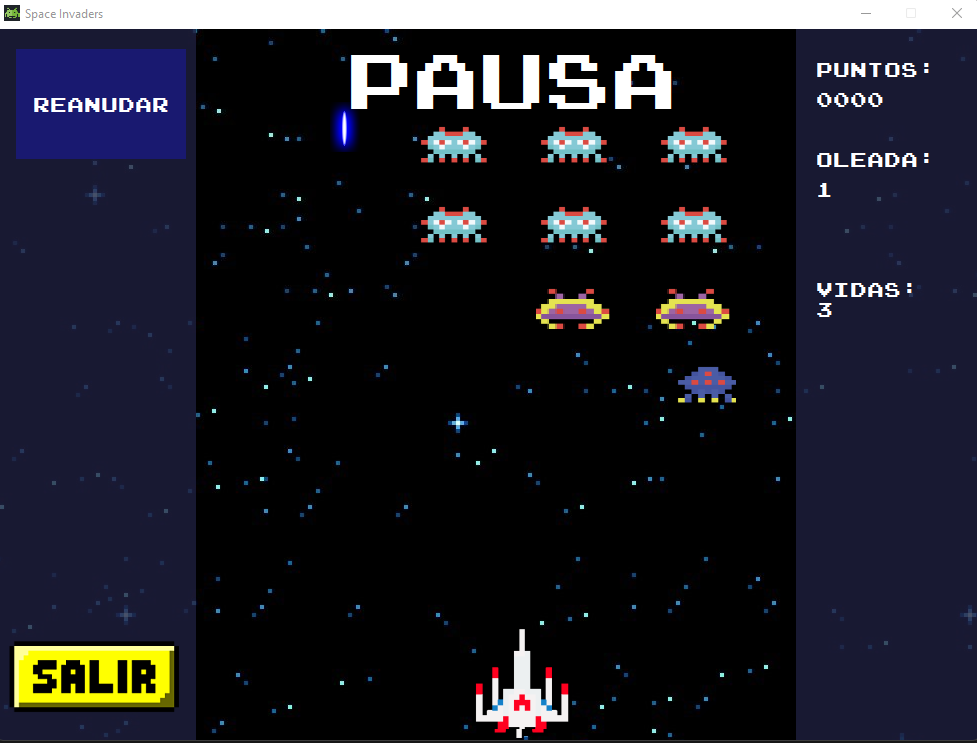 Space Invaders
REANUDAR
PAUSA
PUNTOS:
0000
OLEADA:
1
VIDAS:
3
SALIR